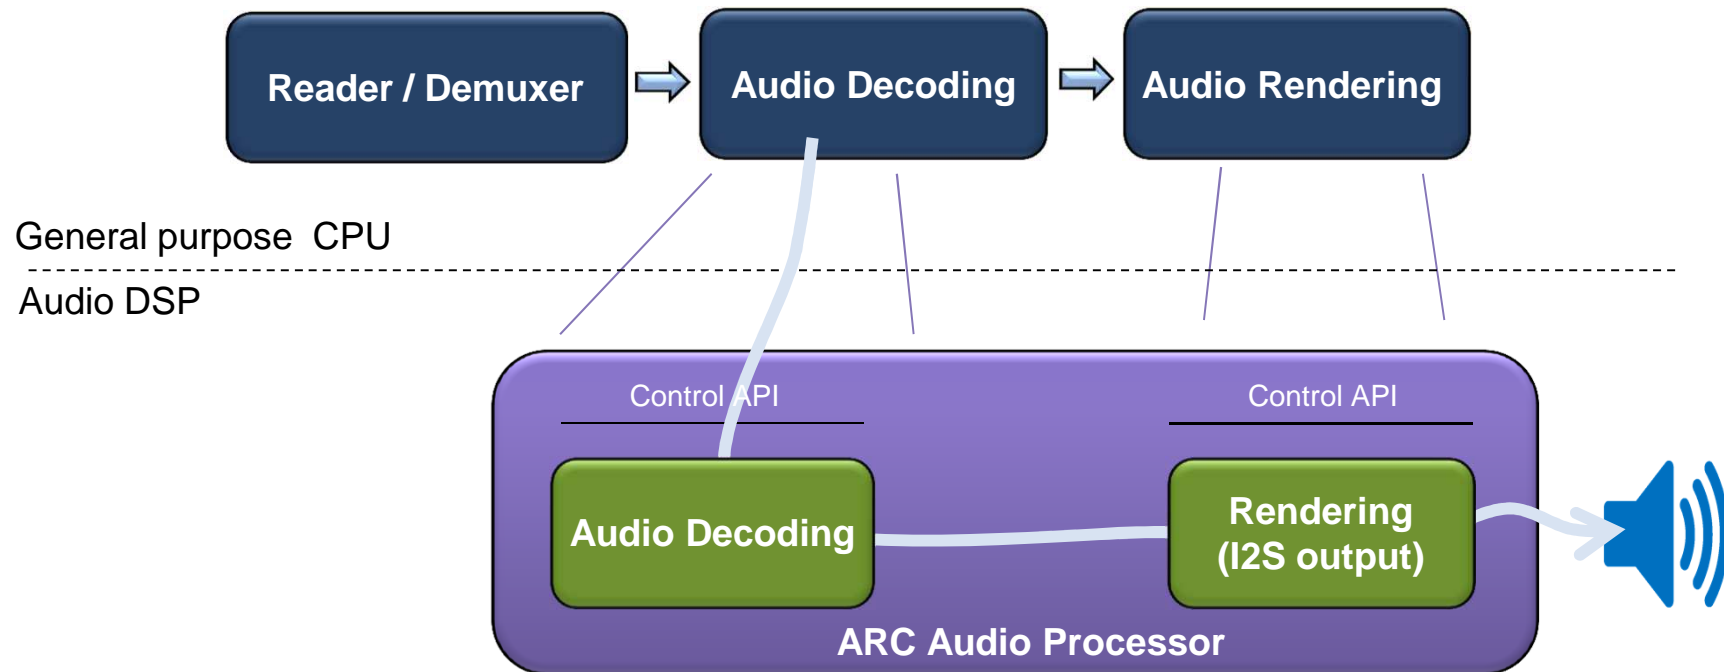 Reader / Demuxer
Audio Decoding
Audio Rendering
General purpose CPU
Audio DSP
Control API
Control API
Audio Decoding
Rendering
(I2S output)
ARC Audio Processor